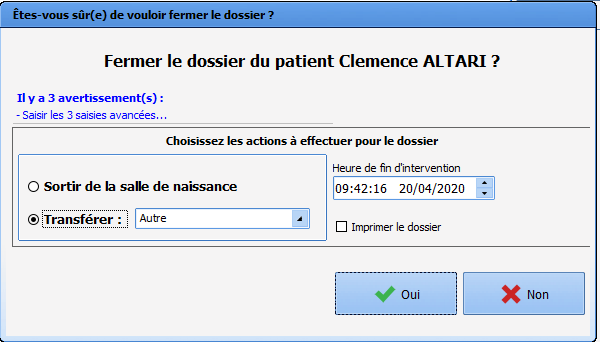 Êtes-vous sûr(e) de vouloir fermer le dossier ?
Fermer le dossier du patient Clemence ALTARI ?
Il y a 3 avertissement(s) :
- Saisir les 3 saisies avancées...
Choisissez les actions à effectuer pour le dossier
Sortir de la salle de naissance
Transférer :
Autre
Heure de fin d'intervention
09:42:16 20/04/2020
Imprimer le dossier
Oui
Non